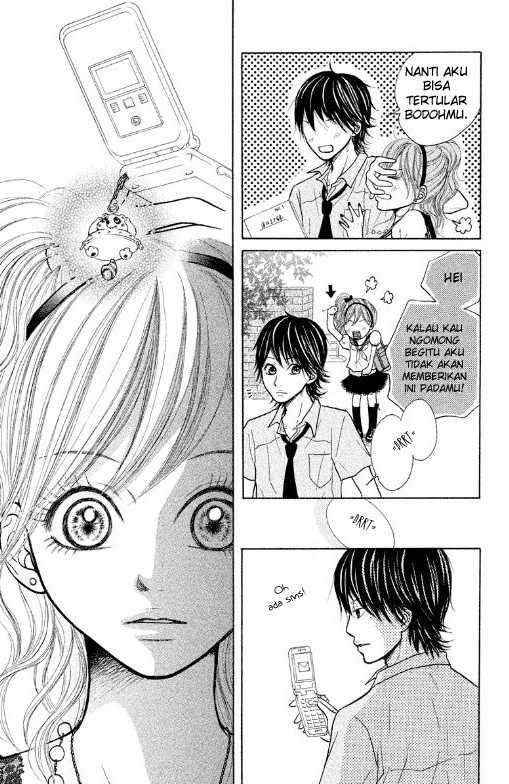 NANTI AKU
BISA
TERTULAR
BODOHMU.
HEI
KALAU KAU
NGOMONG
BEGITU AKU
TIDAK AKAN
MEMBERIKAN
INI PADAMU!
"DRRT"
"DRRT"
Oh
ada sms!